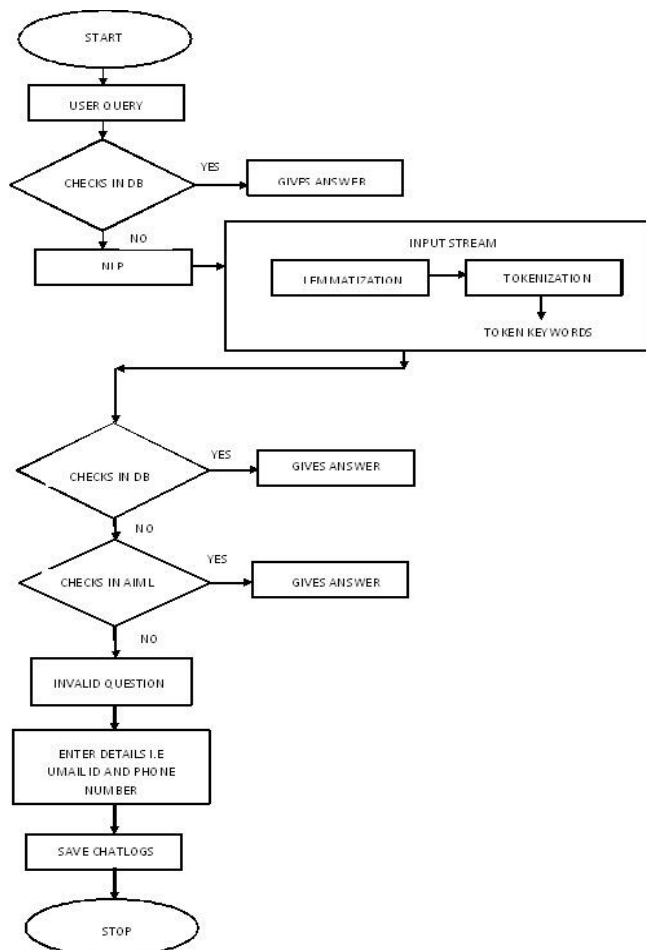 START
USER QUERY
CHECKS IN DB
YES
GIVES ANSWER
NO
NLP
INPUT STREAM
LEMMATIZATION
TOKENIZATION
TOKEN KEYWORDS
CHECKS IN DB
YES
GIVES ANSWER
NO
CHECKS IN AIML
YES
GIVES ANSWER
NO
INVALID QUESTION
ENTER DETAILS I.E
UMAIL ID AND PHONE
NUMBER
SAVE CHATLOGS
STOP